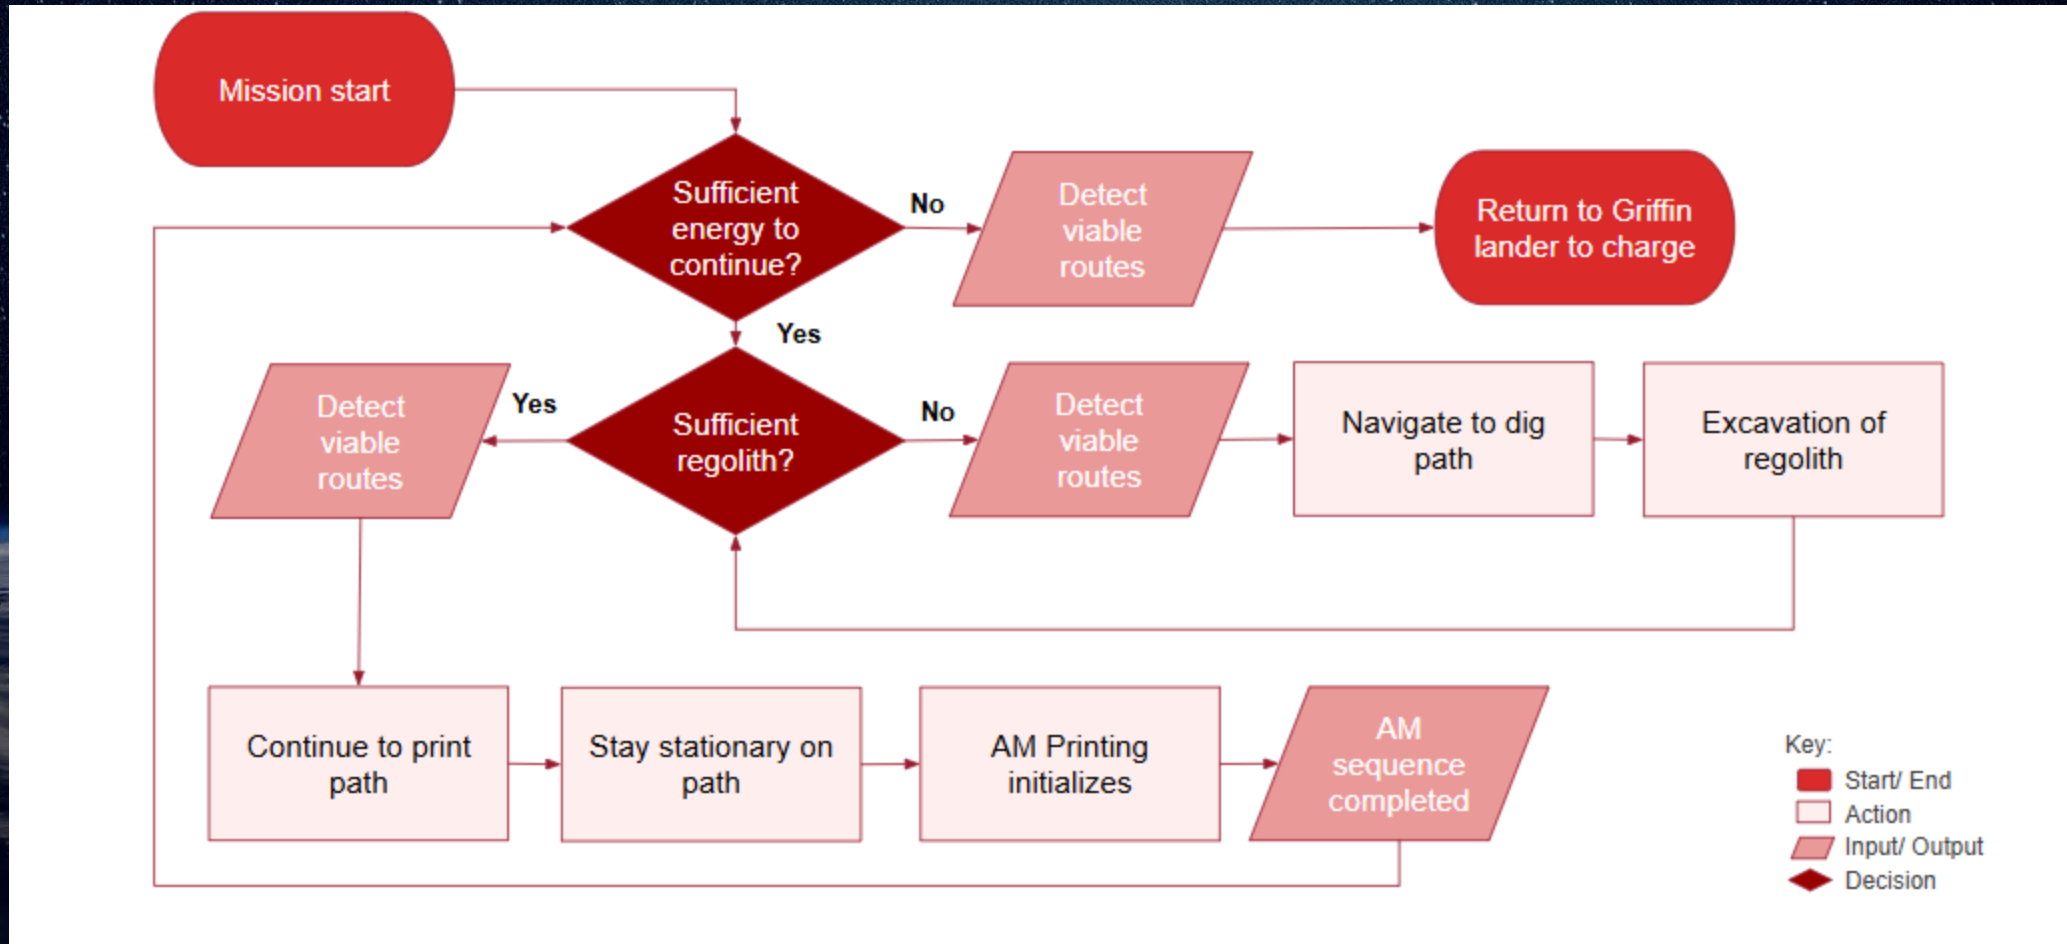 Mission start
Sufficient
energy to
continue?
No
Detect
viable
routes
Return to Griffin
lander to charge
Yes
Detect
viable
routes
Yes
Sufficient
regolith?
No
Detect
viable
routes
Navigate to dig
path
Excavation of
regolith
Continue to print
path
Stay stationary on
path
AM Printing
initializes
AM
sequence
completed
Key:
Start/ End
Action
Input/ Output
Decision